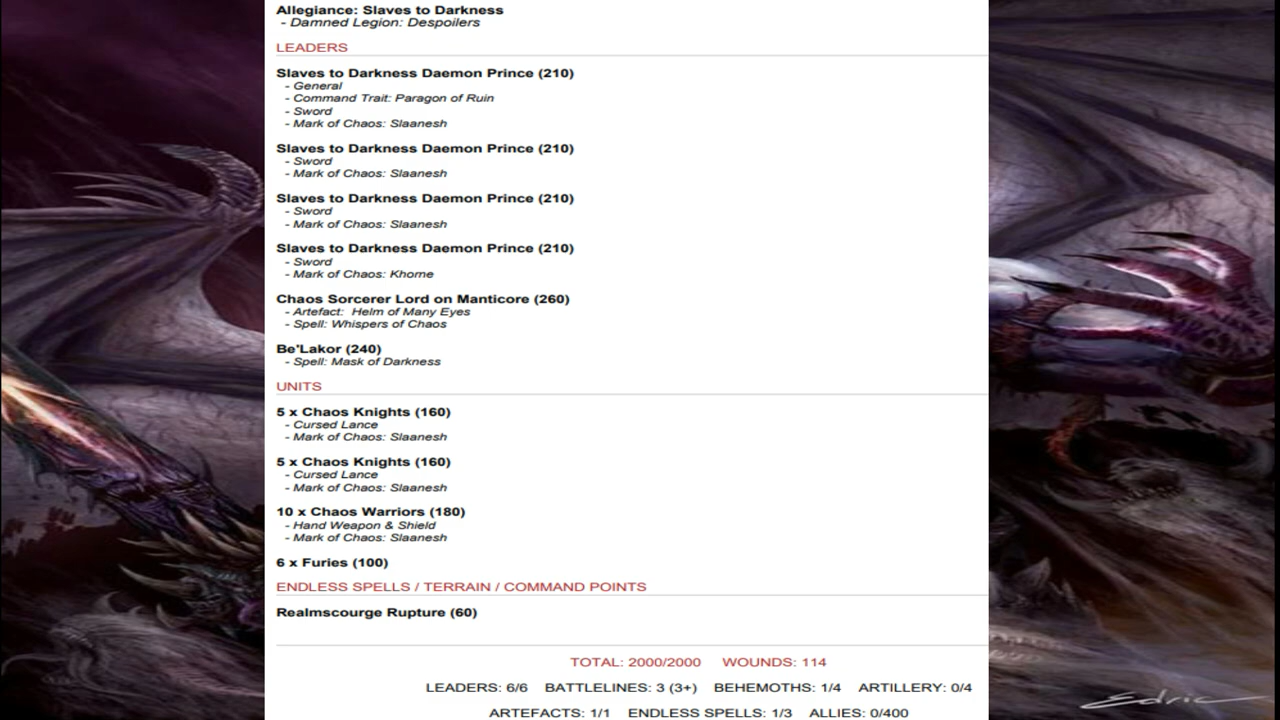 Allegiance: Slaves to Darkness
- Damned Legion: Despoilers
LEADERS
Slaves to Darkness Daemon Prince (210)
- General
- Command Trait: Paragon of Ruin
- Sword
- Mark of Chaos: Slaanesh
Slaves to Darkness Daemon Prince (210)
- Sword
- Mark of Chaos: Slaanesh
Slaves to Darkness Daemon Prince (210)
- Sword
- Mark of Chaos: Slaanesh
Slaves to Darkness Daemon Prince (210)
- Sword
- Mark of Chaos: Khorne
Chaos Sorcerer Lord on Manticore (260)
- Artefact: Helm of Many Eyes
- Spell: Whispers of Chaos
Be'Lakor (240)
- Spell: Mask of Darkness
UNITS
5 x Chaos Knights (160)
- Cursed Lance
- Mark of Chaos: Slaanesh
5 x Chaos Knights (160)
- Cursed Lance
- Mark of Chaos: Slaanesh
10 x Chaos Warriors (180)
- Hand Weapon & Shield
- Mark of Chaos: Slaanesh
6 x Furies (100)
ENDLESS SPELLS / TERRAIN / COMMAND POINTS
Realmscourge Rupture (60)
TOTAL: 2000/2000 WOUNDS: 114
LEADERS: 6/6 BATTLELINES: 3 (3+) BEHEMOTHS: 1/4 ARTILLERY: 0/4
ARTEFACTS: 1/1 ENDLESS SPELLS: 1/3 ALLIES: 0/400
Edric